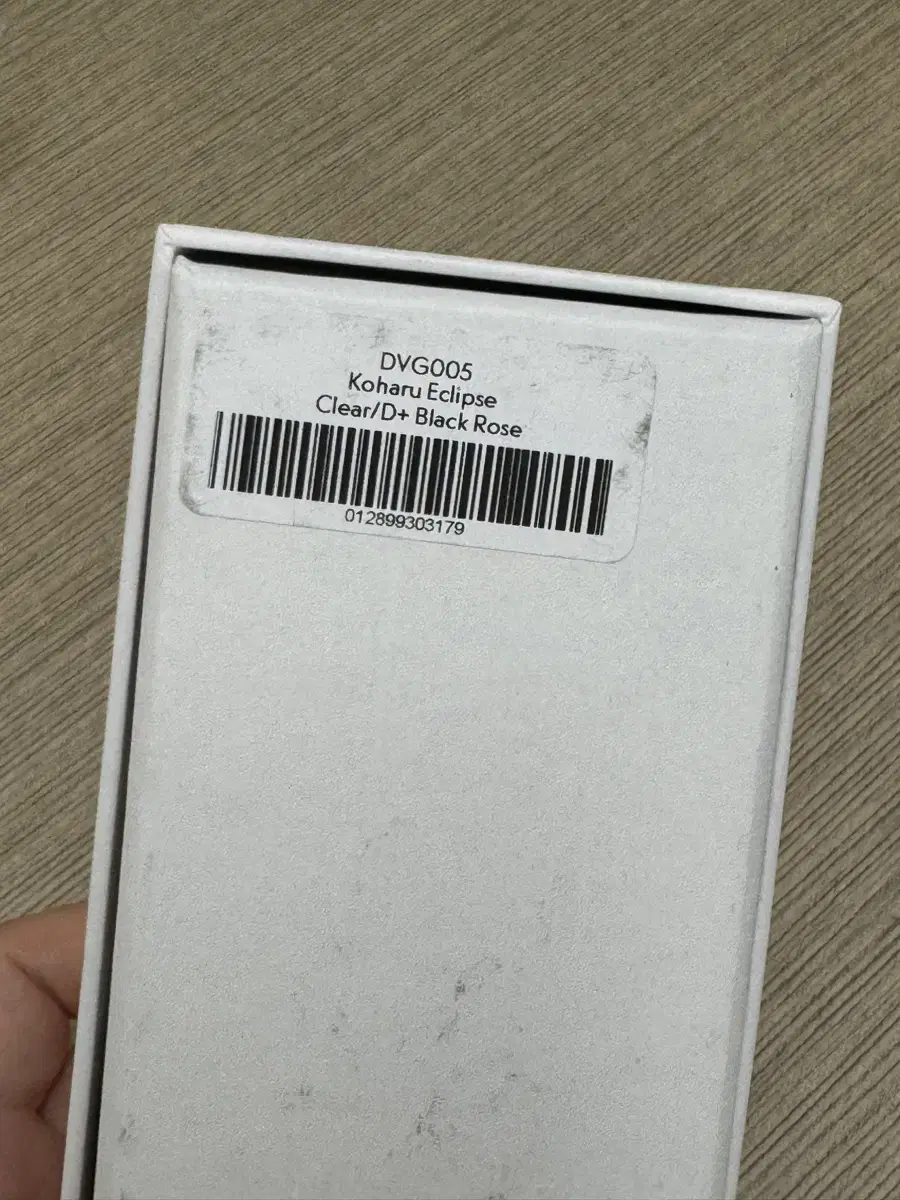 DVG005
Koharu Eclipse
Clear/D+ Black Rose
012899303179